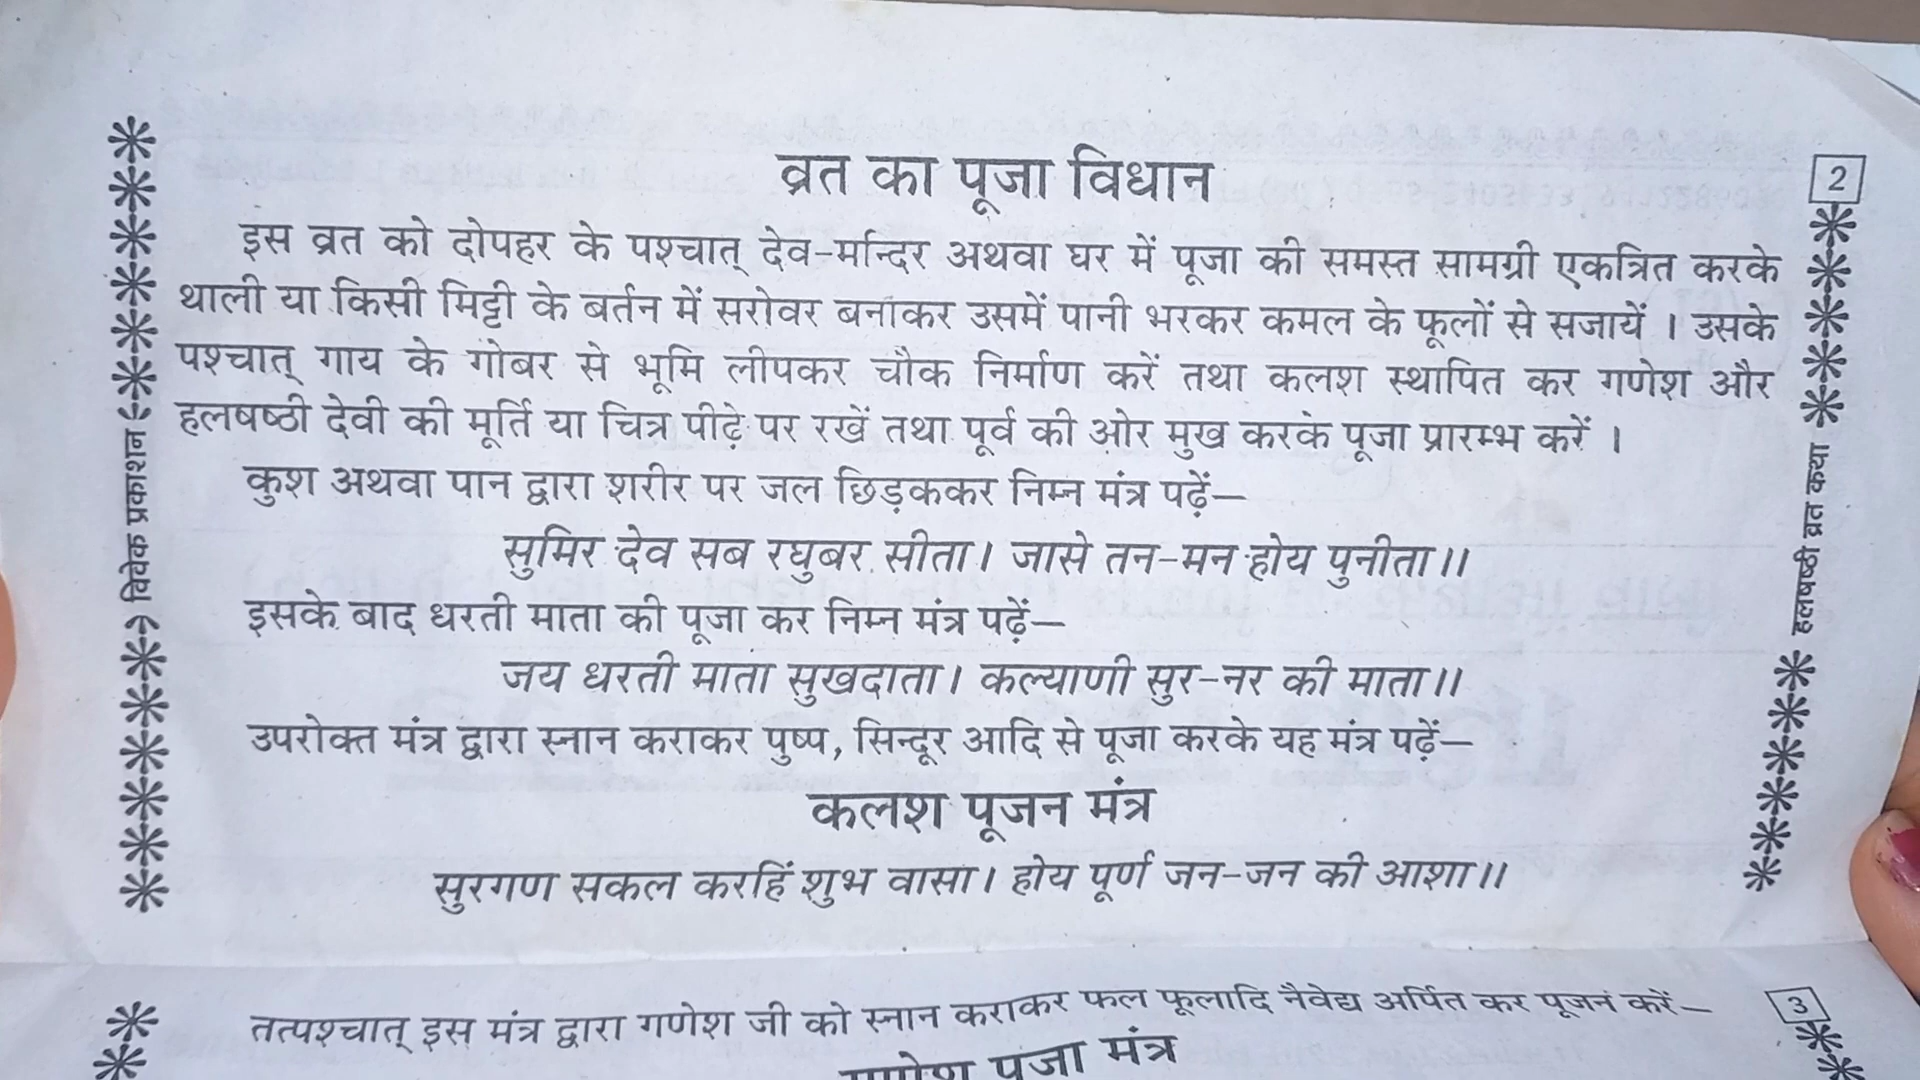 व्रत का पूजा विधान
2
इस व्रत को दोपहर के पश्चात् देव-मन्दिर अथवा घर में पूजा की समस्त सामग्री एकत्रित करके
थाली या किसी मिट्टी के बर्तन में सरोवर बनाकर उसमें पानी भरकर कमल के फूलों से सजायें । उसके
पश्चात् गाय के गोबर से भूमि लीपकर चौक निर्माण करें तथा कलश स्थापित कर गणेश और
हलषष्ठी देवी की मूर्ति या चित्र पीढ़े पर रखें तथा पूर्व की ओर मुख करके पूजा प्रारम्भ करें ।
कुश अथवा पान द्वारा शरीर पर जल छिड़ककर निम्न मंत्र पढ़ें—
सुमिर देव सब रघुबर सीता। जासे तन-मन होय पुनीता।।
इसके बाद धरती माता की पूजा कर निम्न मंत्र पढ़ें—
जय धरती माता सुखदाता। कल्याणी सुर-नर की माता।।
उपरोक्त मंत्र द्वारा स्नान कराकर पुष्प, सिन्दूर आदि से पूजा करके यह मंत्र पढ़ें—
कलश पूजन मंत्र
सुरगण सकल करहिं शुभ वासा। होय पूर्ण जन-जन की आशा।।
विवेक प्रकाशन
हलषष्ठी व्रत कथा
3
तत्पश्चात् इस मंत्र द्वारा गणेश जी को स्नान कराकर फल फूलादि नैवेद्य अर्पित कर पूजन करें—
गणेश पूजा मंत्र